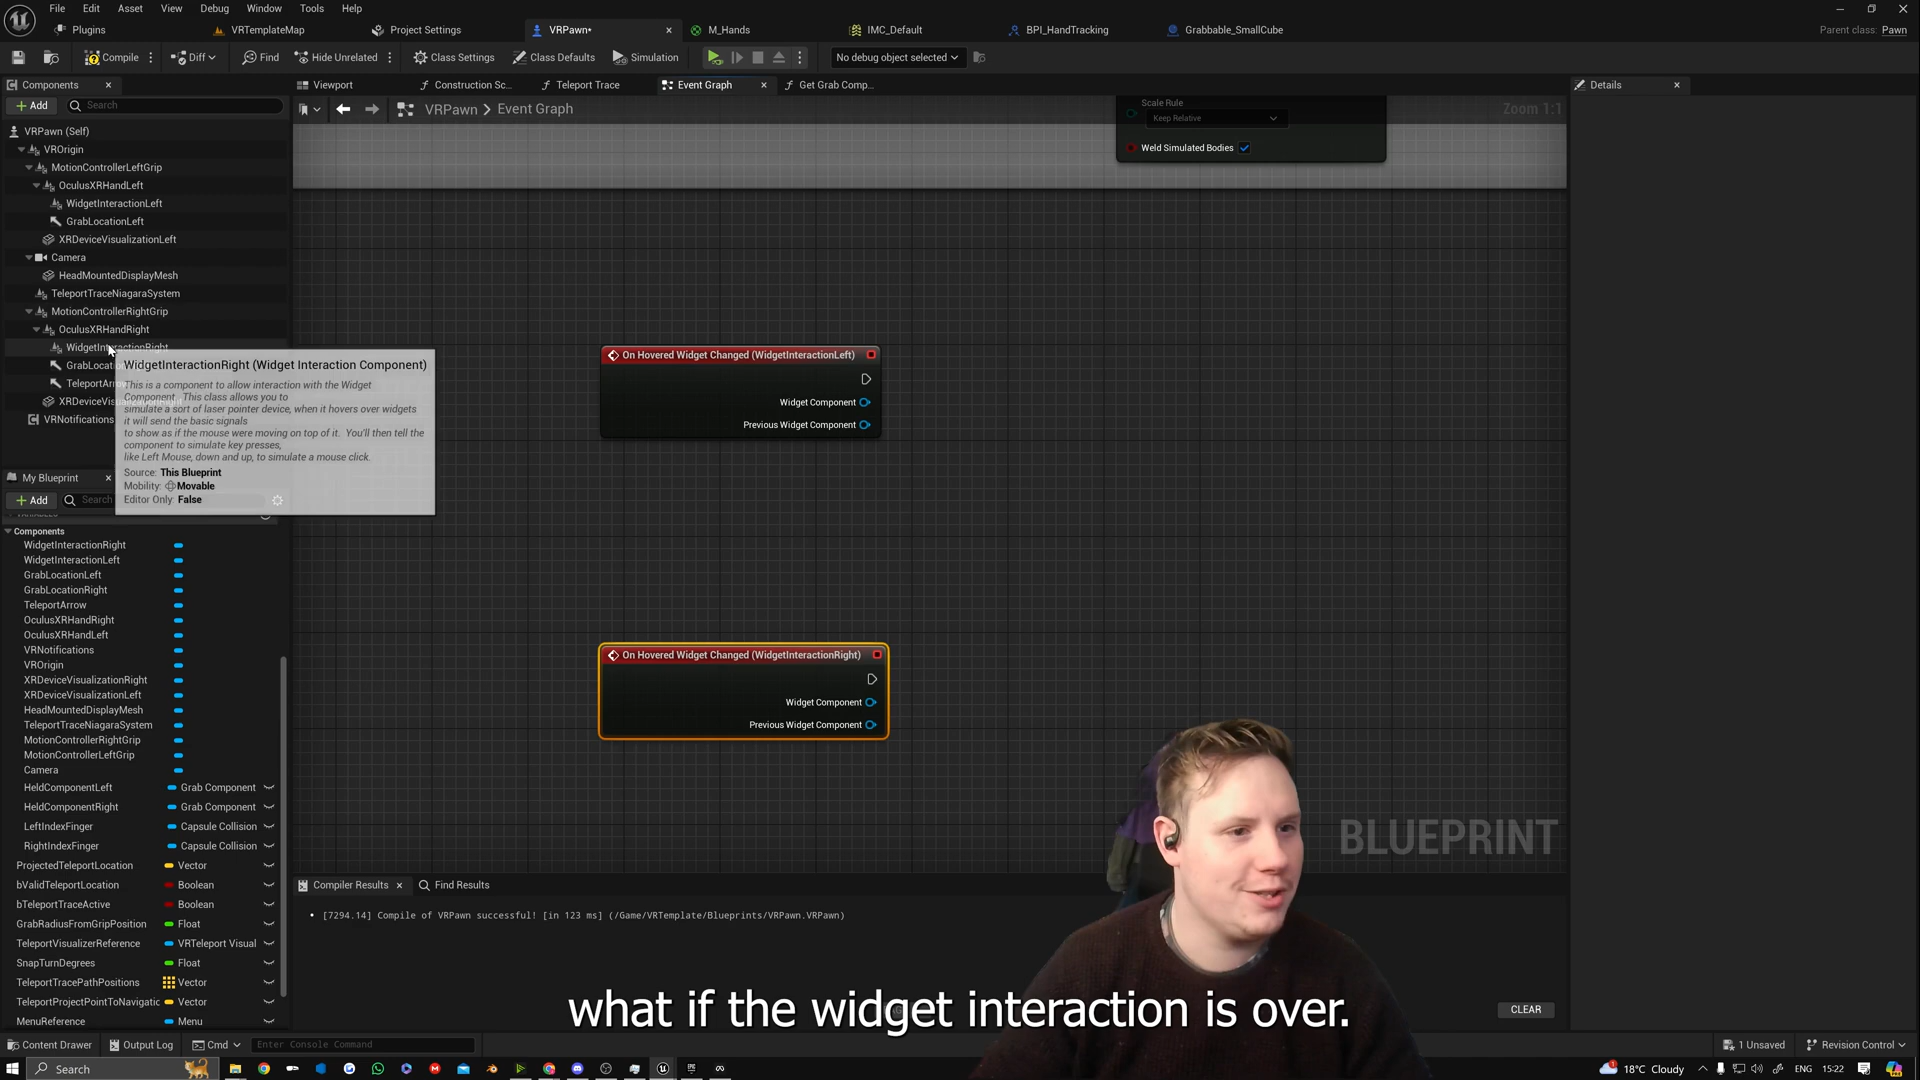 File Edit Asset View Debug Window Tools Help
Plugins VRTemplateMap Project Settings VRPawn* M_Hands IMC_Default BPI_HandTracking Grabbable_SmallCube Parent class: Pawn
Compile Diff Find Hide Unrelated Class Settings Class Defaults Simulation No debug object selected
Components Viewport Construction Sc... Teleport Trace Event Graph Get Grab Comp... Details
Add Search VRPawn > Event Graph Zoom 1:1
VRPawn (Self)
VROrigin
MotionControllerLeftGrip
OculusXRHandLeft
WidgetInteractionLeft
GrabLocationLeft
XRDeviceVisualizationLeft
Camera
HeadMountedDisplayMesh
TeleportTraceNiagaraSystem
MotionControllerRightGrip
OculusXRHandRight
WidgetInteractionRight
VRNotifications
WidgetInteractionRight (Widget Interaction Component)
This is a component to allow interaction with the Widget
Component. This class allows you to
simulate a sort of laser pointer device, when it hovers over widgets
it will send the basic signals
to show as if the mouse were moving on top of it. You'll then tell the
component to simulate key presses,
like Left Mouse, down and up, to simulate a mouse click.
Source: This Blueprint
Mobility: Movable
Editor Only: False
My Blueprint
Add Search
Components
WidgetInteractionRight
WidgetInteractionLeft
GrabLocationLeft
GrabLocationRight
TeleportArrow
OculusXRHandRight
OculusXRHandLeft
VRNotifications
VROrigin
XRDeviceVisualizationRight
XRDeviceVisualizationLeft
HeadMountedDisplayMesh
TeleportTraceNiagaraSystem
MotionControllerRightGrip
MotionControllerLeftGrip
Camera
HeldComponentLeft Grab Component
HeldComponentRight Grab Component
LeftIndexFinger Capsule Collision
RightIndexFinger Capsule Collision
ProjectedTeleportLocation Vector
bValidTeleportLocation Boolean
bTeleportTraceActive Boolean
GrabRadiusFromGripPosition Float
TeleportVisualizerReference VRTeleport Visual
SnapTurnDegrees Float
TeleportTracePathPositions Vector
TeleportProjectPointToNavigatic Vector
MenuReference Menu
Scale Rule
Keep Relative
Weld Simulated Bodies
On Hovered Widget Changed (WidgetInteractionLeft)
Widget Component
Previous Widget Component
On Hovered Widget Changed (WidgetInteractionRight)
Widget Component
Previous Widget Component
BLUEPRINT
Compiler Results Find Results
[7294.14] Compile of VRPawn successful! [in 123 ms] (/Game/VRTemplate/Blueprints/VRPawn.VRPawn)
what if the widget interaction is over.
CLEAR
Content Drawer Output Log Cmd Enter Console Command 1 Unsaved Revision Control
Search 18°C Cloudy ENG 15:22